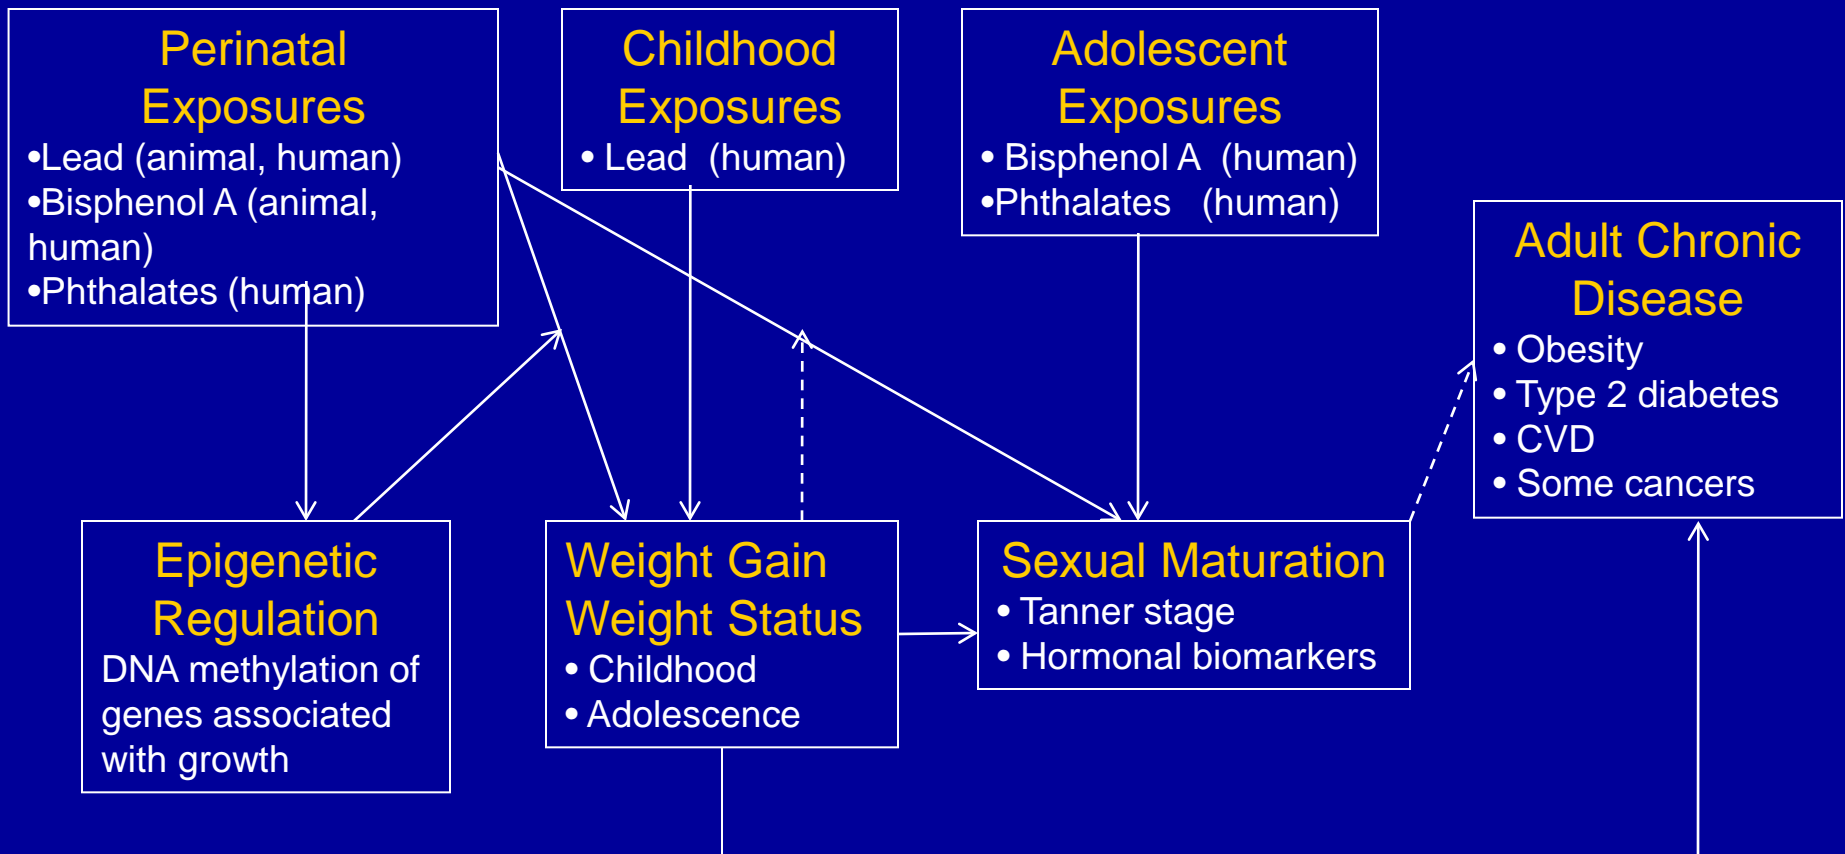 Perinatal
Exposures
•Lead (animal, human)
•Bisphenol A (animal,
human)
•Phthalates (human)
Childhood
Exposures
• Lead (human)
Adolescent
Exposures
• Bisphenol A (human)
•Phthalates (human)
Adult Chronic
Disease
• Obesity
• Type 2 diabetes
• CVD
• Some cancers
Epigenetic
Regulation
DNA methylation of
genes associated
with growth
Weight Gain
Weight Status
• Childhood
• Adolescence
Sexual Maturation
• Tanner stage
• Hormonal biomarkers